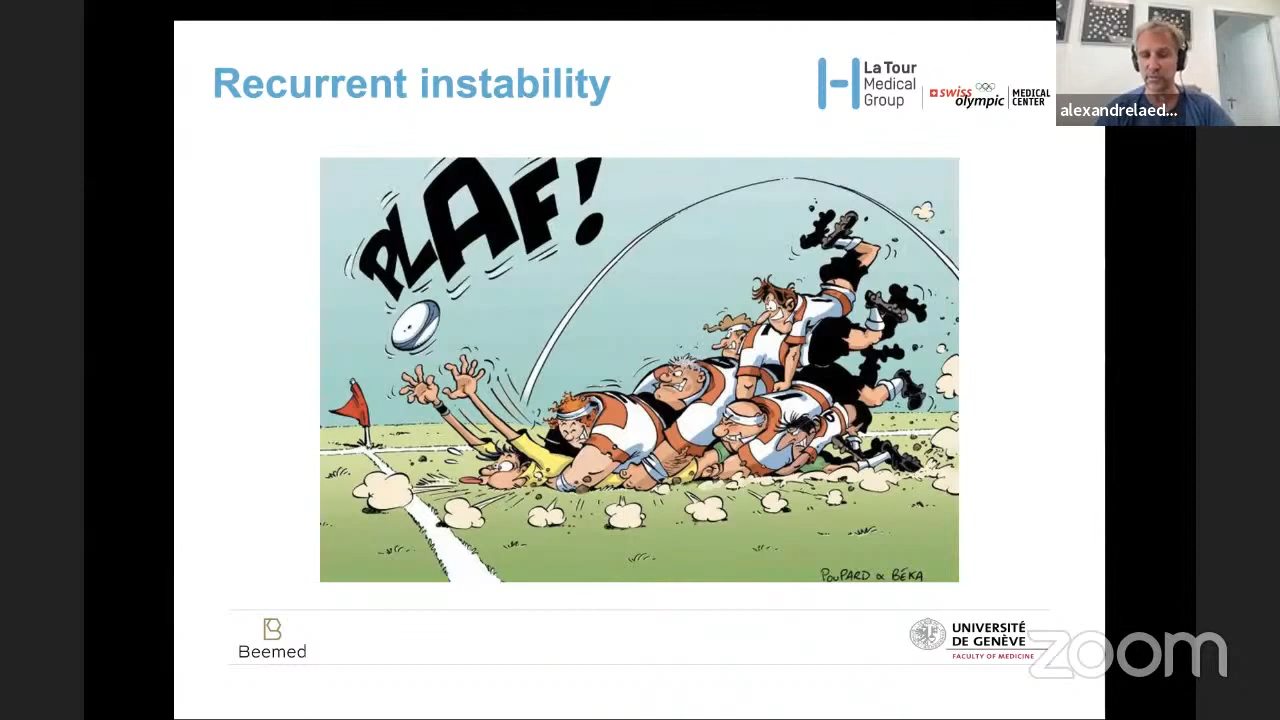 Recurrent instability
La Tour
Medical
Group
swiss
olympic
MEDICAL
CENTER
alexandrelaed...
PLAF!
POUPARD & BÉKA
Beemed
UNIVERSITÉ
DE GENÈVE
FACULTY OF MEDICINE
zoom